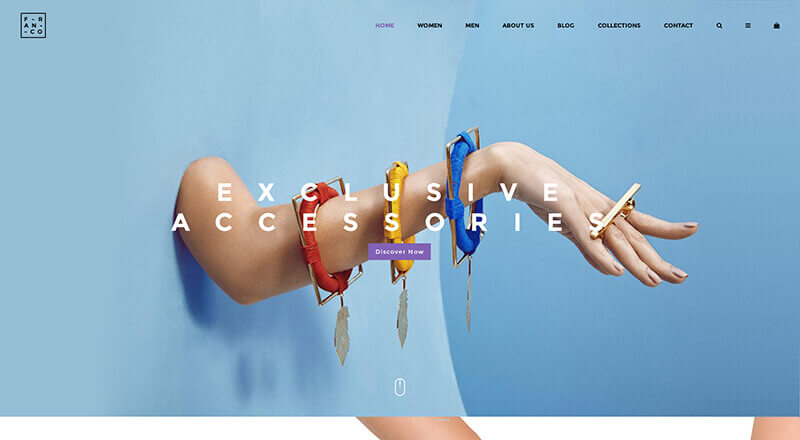 F-R
AN-
-CO
HOME WOMEN MEN ABOUT US BLOG COLLECTIONS CONTACT
EXCLUSIVE
ACCESSORIES
Discover Now